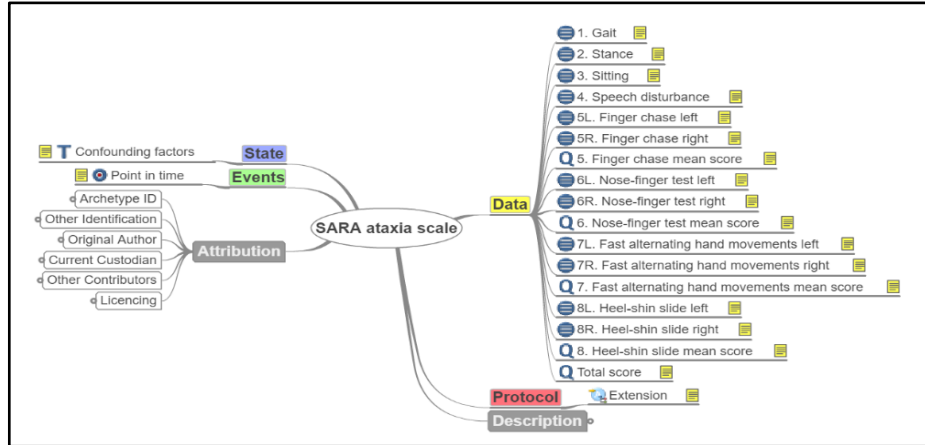 1. Gait
2. Stance
3. Sitting
4. Speech disturbance
5L. Finger chase left
5R. Finger chase right
Q 5. Finger chase mean score
6L. Nose-finger test left
6R. Nose-finger test right
Q 6. Nose-finger test mean score
7L. Fast alternating hand movements left
7R. Fast alternating hand movements right
Q 7. Fast alternating hand movements mean score
8L. Heel-shin slide left
8R. Heel-shin slide right
Q 8. Heel-shin slide mean score
Q Total score
Data
SARA ataxia scale
T Confounding factors
State
Point in time
Events
Archetype ID
Other Identification
Original Author
Current Custodian
Other Contributors
Licencing
Attribution
Protocol
Extension
Description